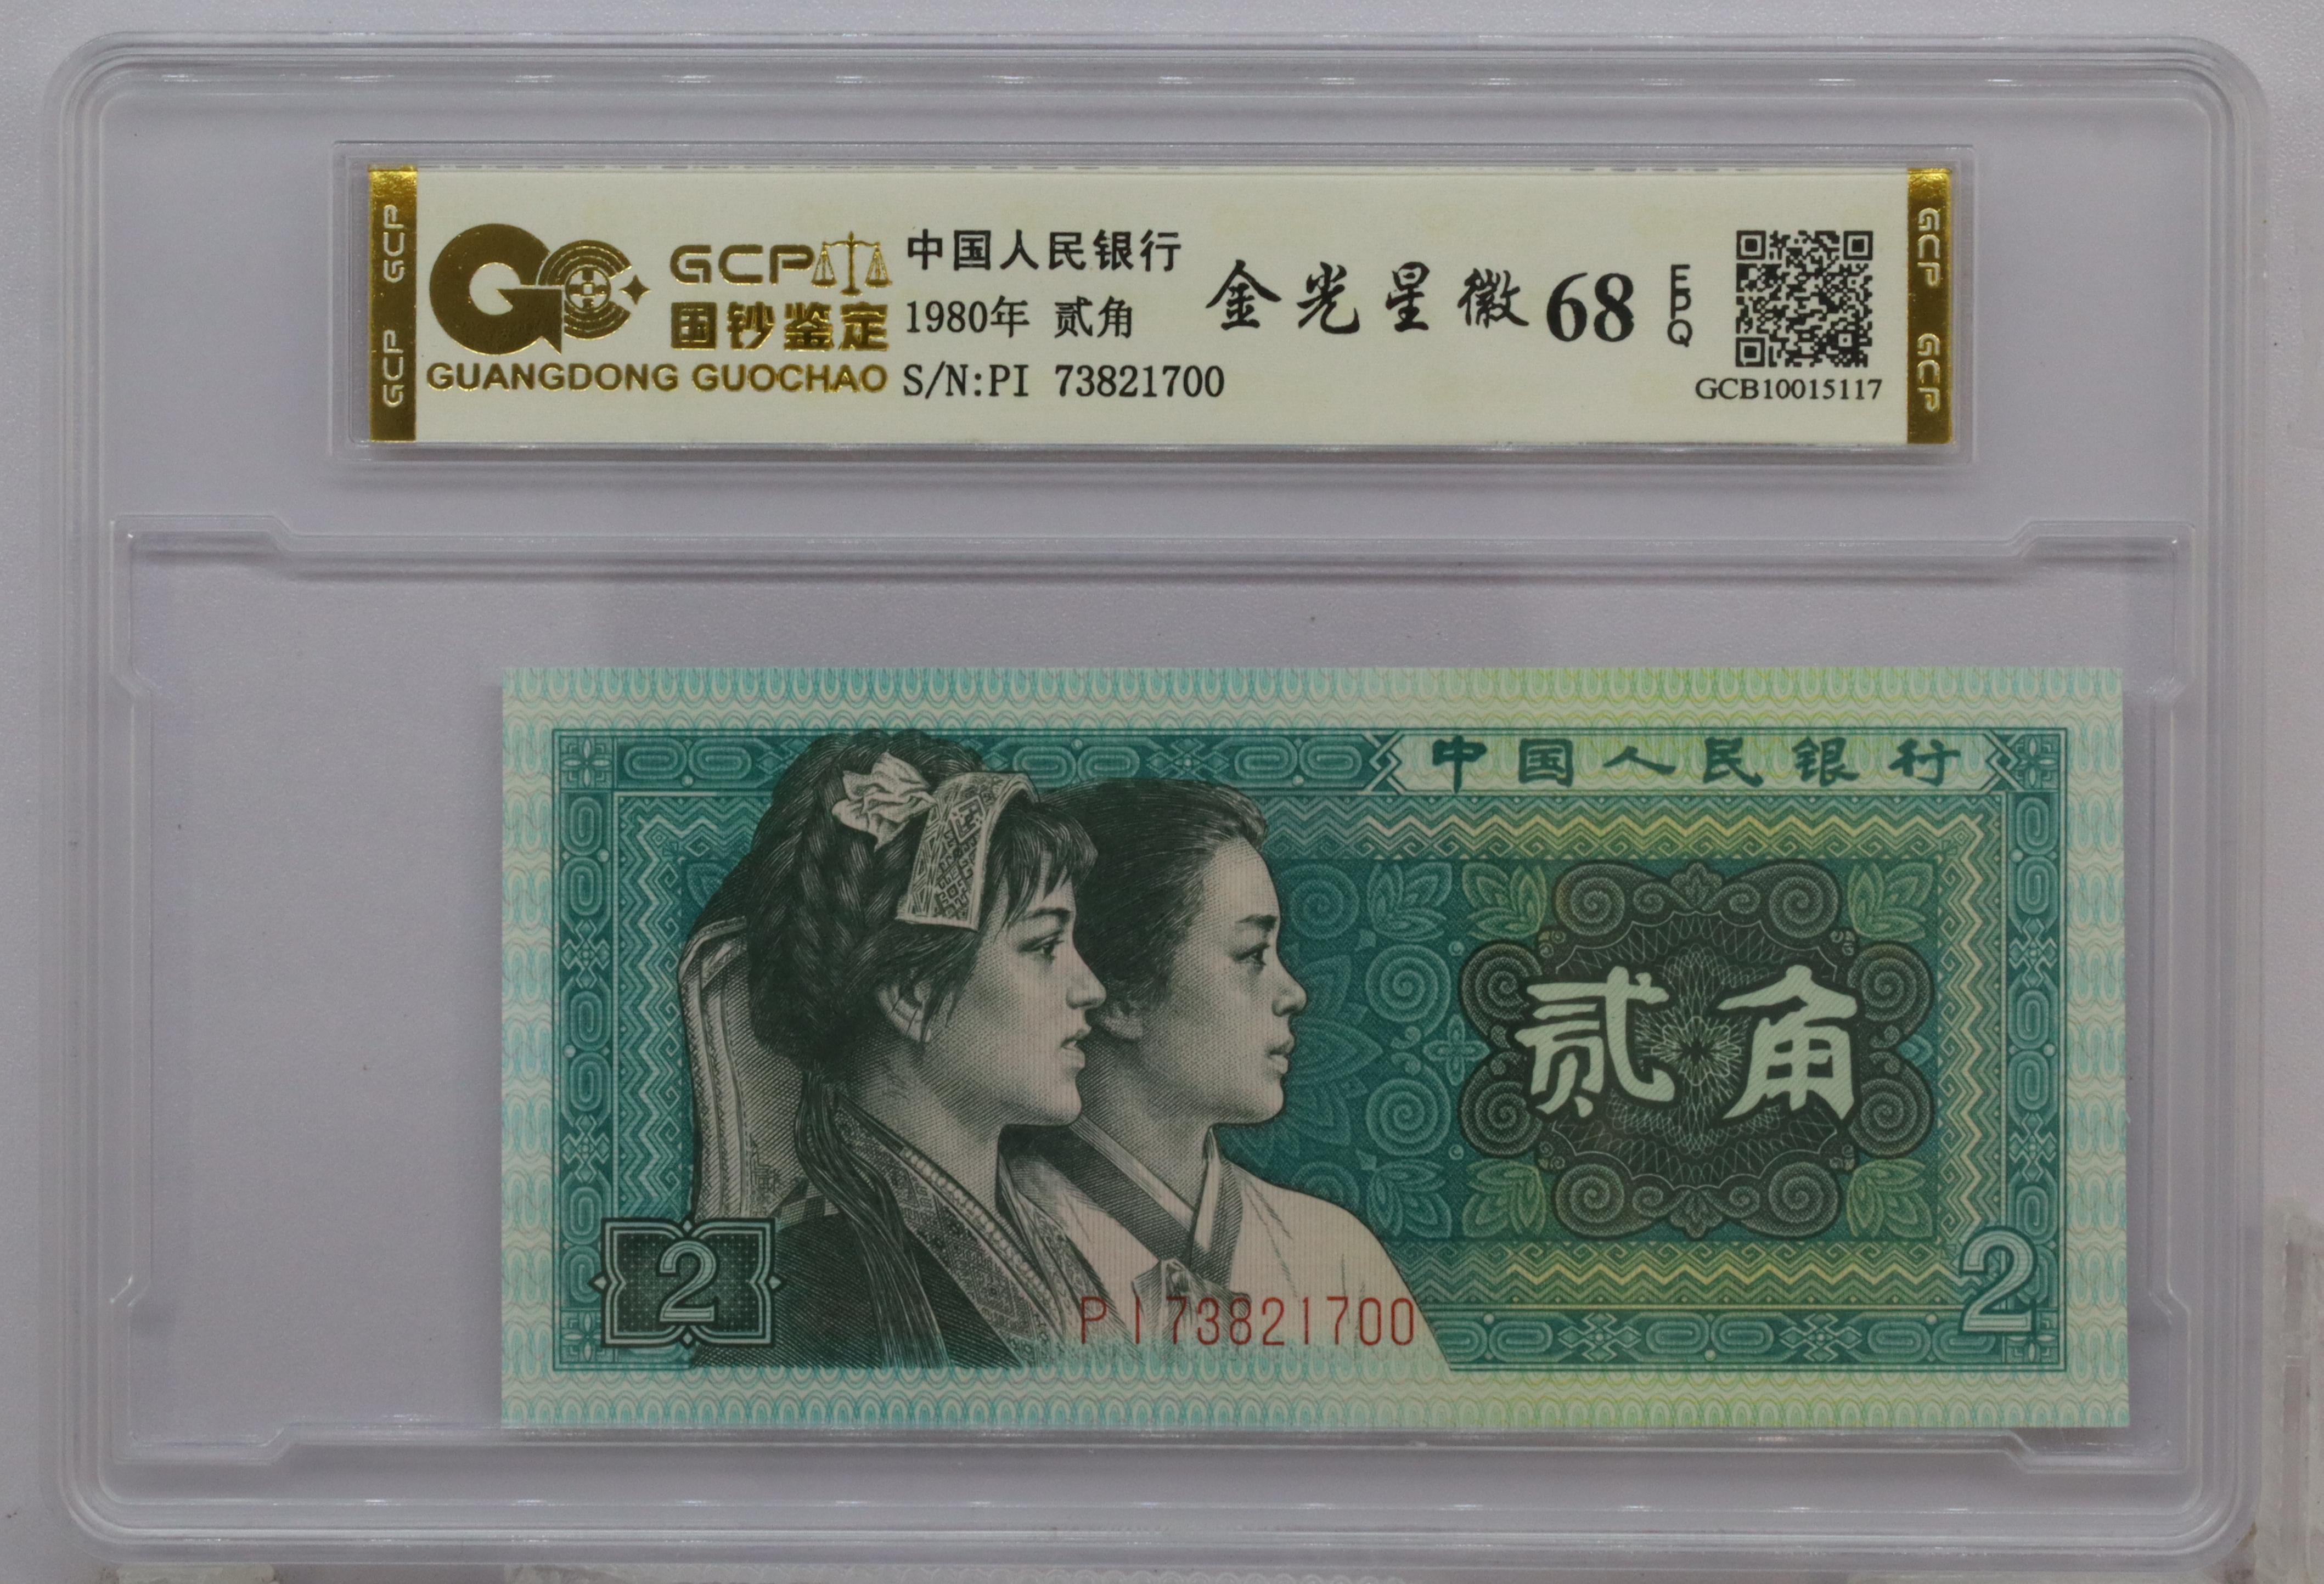 GCP GCP
GCP
国钞鉴定
GUANGDONG GUOCHAO
中国人民银行
1980年 贰角
S/N:PI 73821700
金光星徽 68 EPQ
GCB10015117
GCP GCP
中国人民银行
贰角
2
PI73821700
2